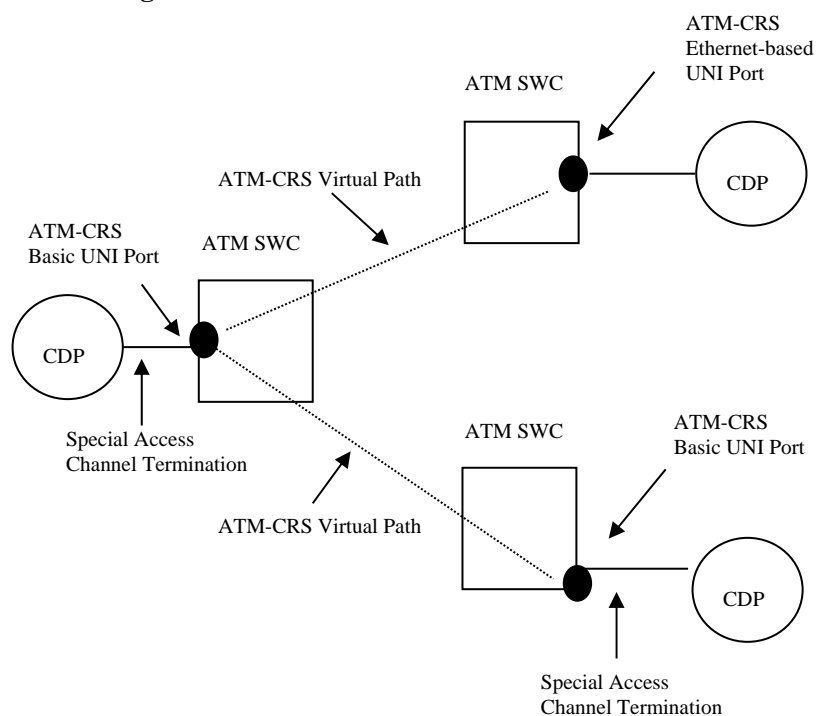 ATM-CRS
Ethernet-based
UNI Port
ATM SWC
CDP
ATM-CRS Virtual Path
ATM-CRS
Basic UNI Port
ATM SWC
CDP
Special Access
Channel Termination
ATM SWC
ATM-CRS
Basic UNI Port
ATM-CRS Virtual Path
CDP
Special Access
Channel Termination